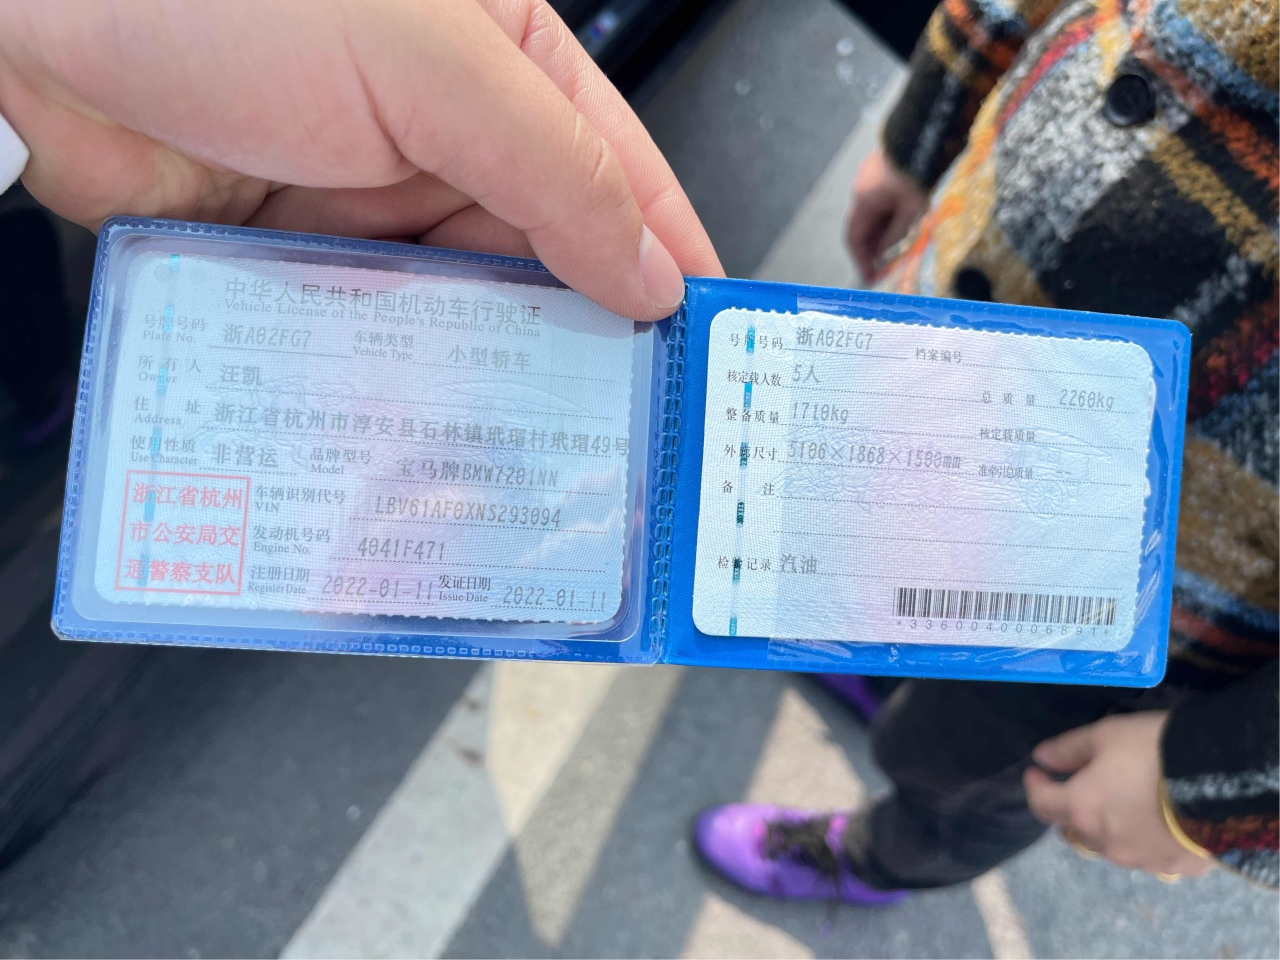 中华人民共和国机动车行驶证
Vehicle License of the People's Republic of China
号牌号码 浙A02FG7 车辆类型 小型轿车
Plate No. Vehicle Type
所有人 汪凯
Owner
住址 浙江省杭州市淳安县石林镇玳瑁村玳瑁49号
Address
使用性质 非营运 品牌型号 宝马牌BMW7201NN
Use Character Model
浙江省杭州
市公安局交
通警察支队
车辆识别代号 LBV61AF0XNS293094
VIN
发动机号码 4041F471
Engine No.
注册日期 2022-01-11 发证日期 2022-01-11
Register Date Issue Date
号牌号码 浙A02FG7 档案编号
核定载人数 5人 总质量 2260kg
整备质量 1710kg 核定载质量
外廓尺寸 5106×1868×1500mm 准牵引总质量
备注
检验记录 汽油
*3360040006891*